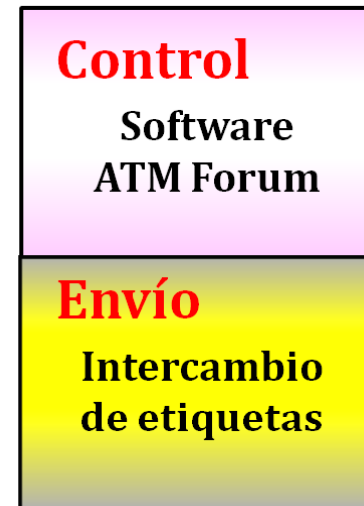 Control
Software
ATM Forum
Envío
Intercambio
de etiquetas